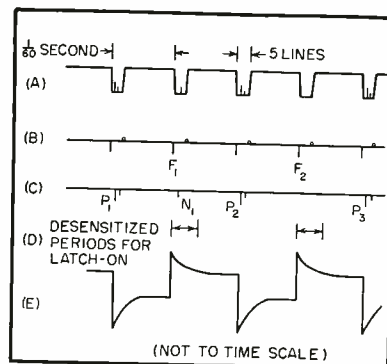 1/60 SECOND
5 LINES
(A)
(B)
F1 F2
(C)
P1 N1 P2 P3
DESENSITIZED
(D) PERIODS FOR
LATCH-ON
(E)
(NOT TO TIME SCALE)